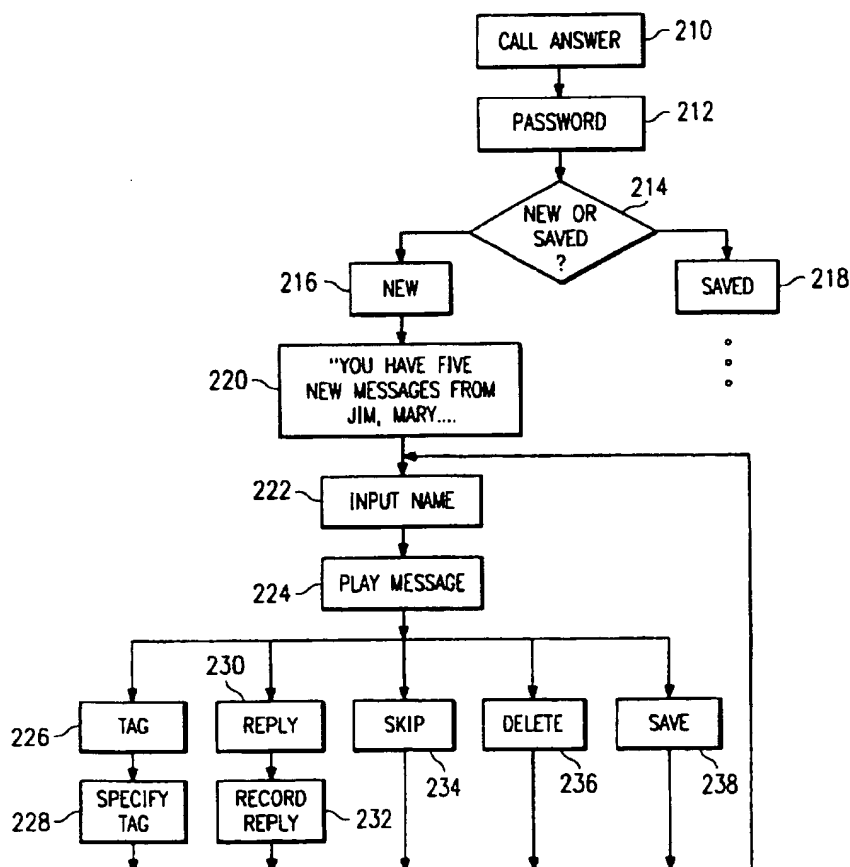 CALL ANSWER
210
PASSWORD
212
214
NEW OR
SAVED
?
216
NEW
SAVED
218
220
"YOU HAVE FIVE
NEW MESSAGES FROM
JIM, MARY....
222
INPUT NAME
224
PLAY MESSAGE
230
226
TAG
REPLY
SKIP
DELETE
SAVE
234
236
238
228
SPECIFY
TAG
RECORD
REPLY
232